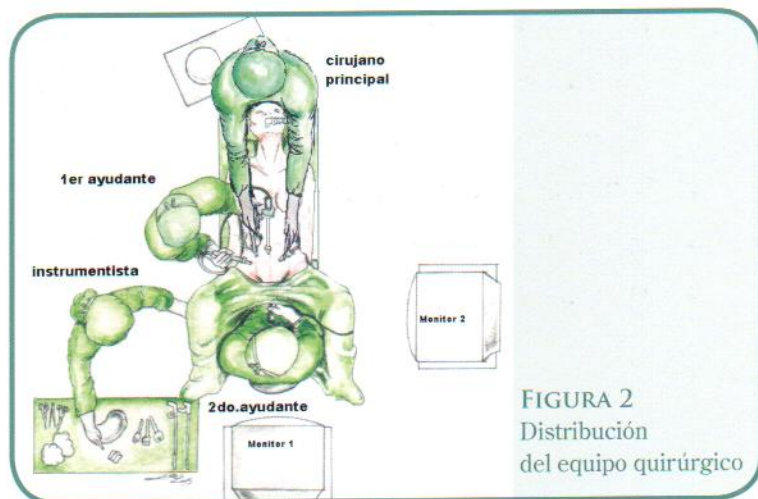 cirujano
principal
1er ayudante
instrumentista
Monitor 2
2do.ayudante
Monitor 1
FIGURA 2
Distribución
del equipo quirúrgico